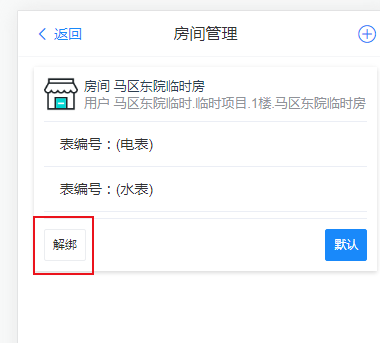 返回 房间管理
房间 马区东院临时房
用户 马区东院临时.临时项目.1楼.马区东院临时房
表编号：(电表)
表编号：(水表)
解绑 默认